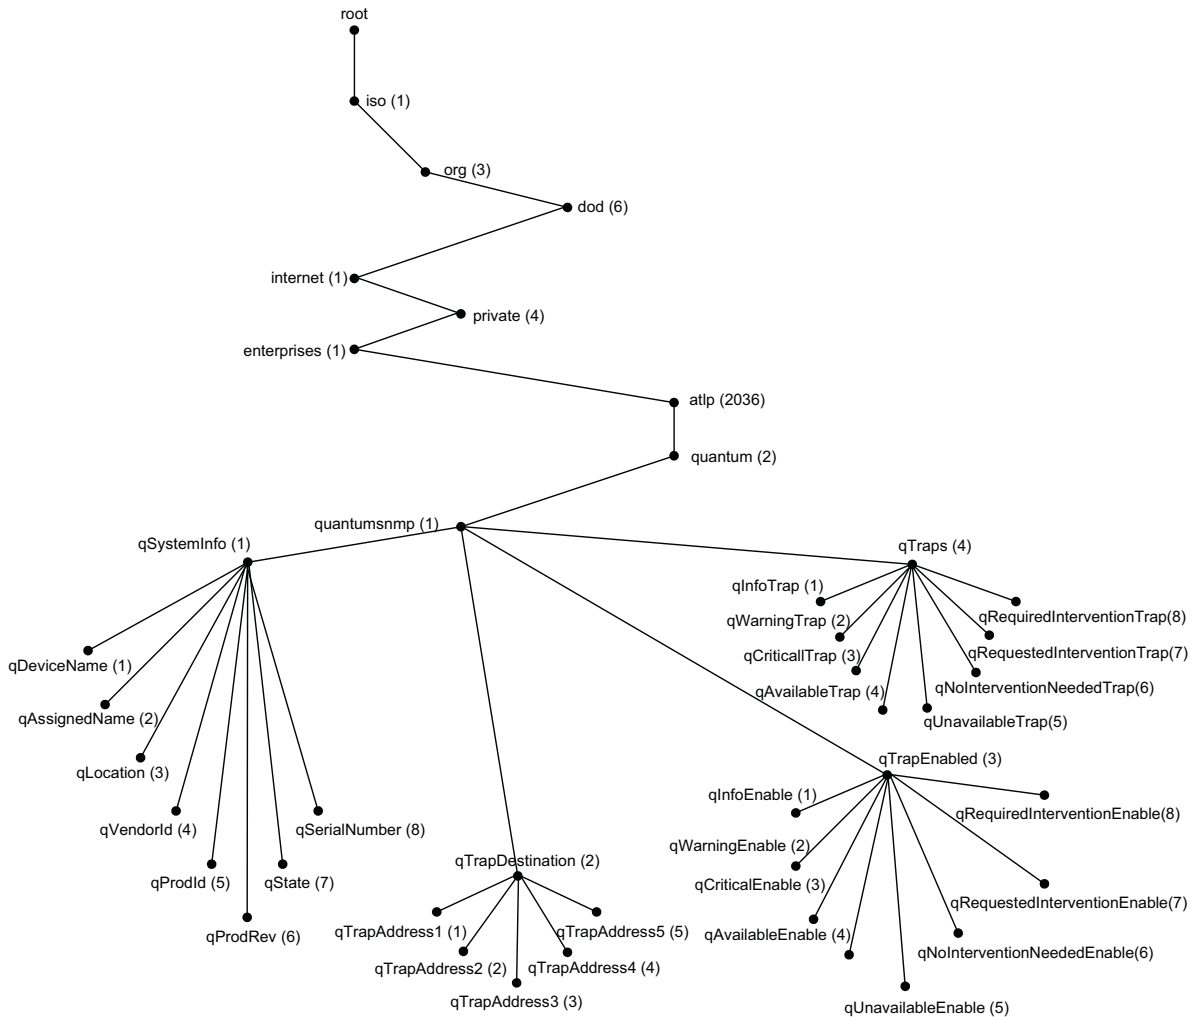 root
iso (1)
org (3)
dod (6)
internet (1)
private (4)
enterprises (1)
atlp (2036)
quantum (2)
quantumsnmp (1)
qSystemInfo (1)
qDeviceName (1)
qAssignedName (2)
qLocation (3)
qVendorId (4)
qSerialNumber (8)
qProdId (5)
qState (7)
qProdRev (6)
qTrapDestination (2)
qTrapAddress1 (1)
qTrapAddress5 (5)
qTrapAddress2 (2)
qTrapAddress4 (4)
qTrapAddress3 (3)
qTraps (4)
qInfoTrap (1)
qRequiredInterventionTrap(8)
qWarningTrap (2)
qRequestedInterventionTrap(7)
qCriticallTrap (3)
qNoInterventionNeededTrap(6)
qAvailableTrap (4)
qUnavailableTrap(5)
qTrapEnabled (3)
qInfoEnable (1)
qRequiredInterventionEnable(8)
qWarningEnable (2)
qCriticalEnable (3)
qRequestedInterventionEnable(7)
qAvailableEnable (4)
qNoInterventionNeededEnable(6)
qUnavailableEnable (5)